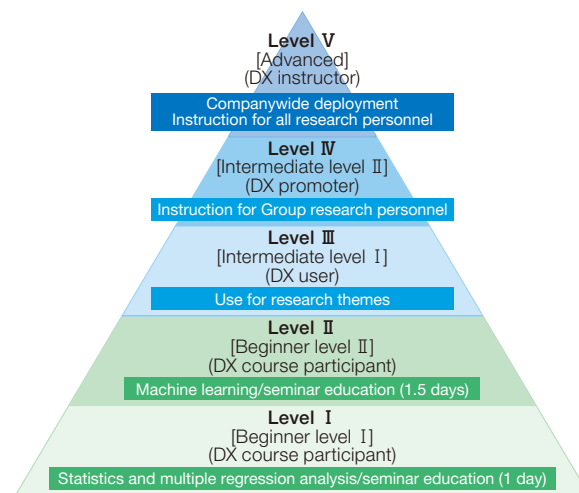 Level Ⅴ
[Advanced]
(DX instructor)
Companywide deployment
Instruction for all research personnel
Level Ⅳ
[Intermediate level Ⅱ]
(DX promoter)
Instruction for Group research personnel
Level Ⅲ
[Intermediate level Ⅰ]
(DX user)
Use for research themes
Level Ⅱ
[Beginner level Ⅱ]
(DX course participant)
Machine learning/seminar education (1.5 days)
Level Ⅰ
[Beginner level Ⅰ]
(DX course participant)
Statistics and multiple regression analysis/seminar education (1 day)